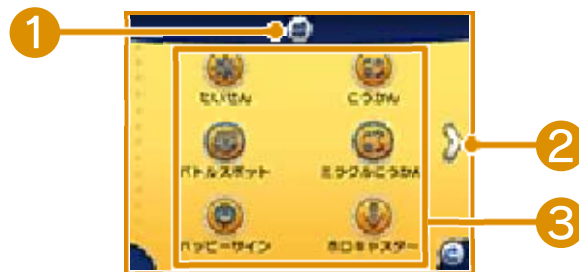 1
たいせん こうかん
2
バトルスポット ミラクルこうかん
3
ハッピーサイン ホロキャスター